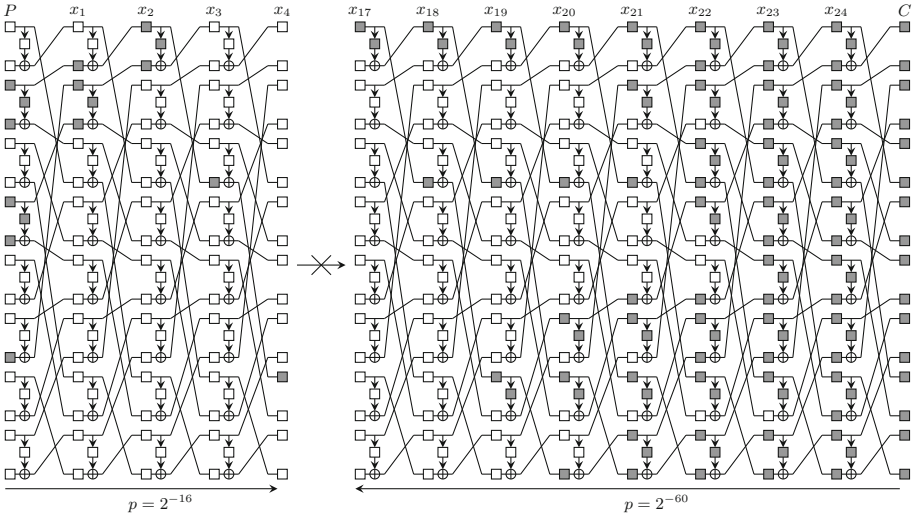 P x₁ x₂ x₃ x₄ x₁₇ x₁₈ x₁₉ x₂₀ x₂₁ x₂₂ x₂₃ x₂₄ C
p = 2⁻¹⁶ p = 2⁻⁶⁰